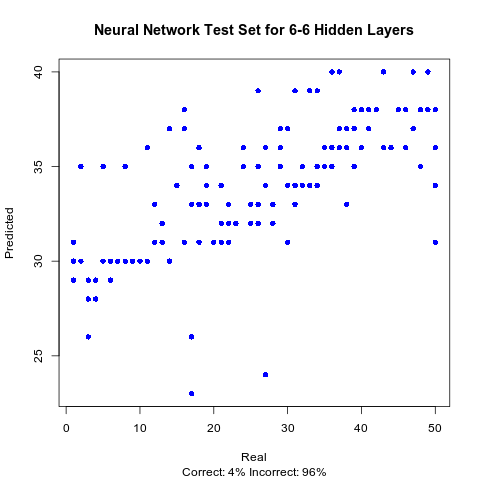 Neural Network Test Set for 6-6 Hidden Layers
40
35
30
25
Predicted
0 10 20 30 40 50
Real
Correct: 4% Incorrect: 96%